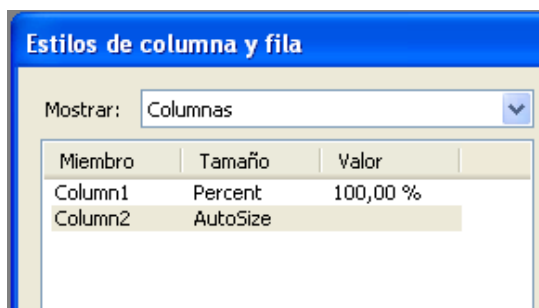 Estilos de columna y fila
Mostrar: Columnas
Miembro Tamaño Valor
Column1 Percent 100,00 %
Column2 AutoSize